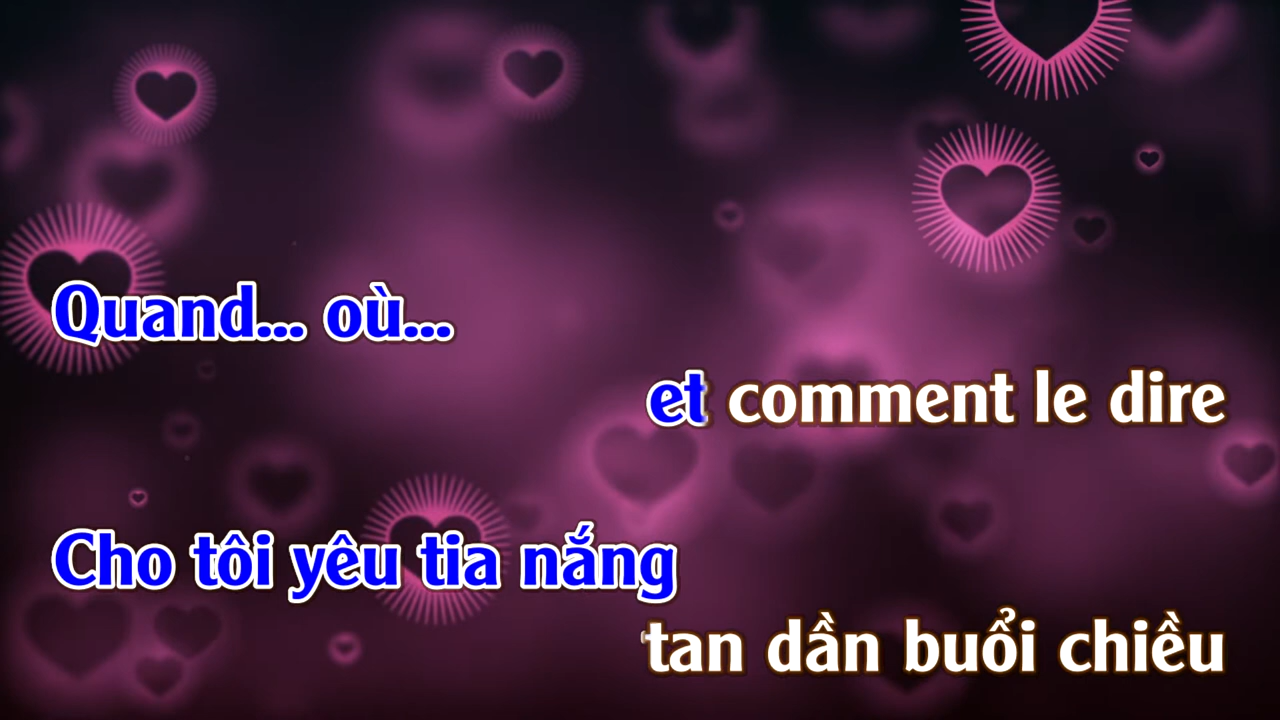 Quand... où...
et comment le dire
Cho tôi yêu tia nắng
tan dần buổi chiều